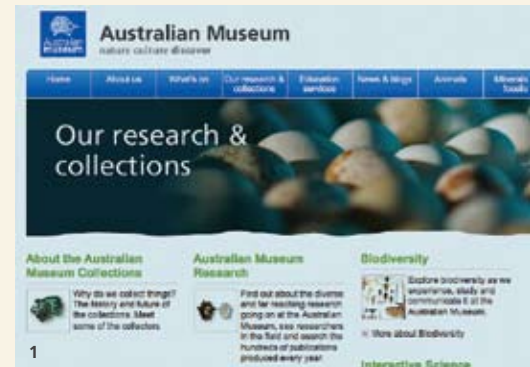 Australian
museum
Australian Museum
nature culture discover
Home About us What's on Our research & collections Education services News & blogs Animals Minerals fossils
Our research &
collections
About the Australian
Museum Collections
Why do we collect things?
The history and future of
the collections. Meet
some of the collectors
Australian Museum
Research
Find out about the diverse
and far reaching research
going on at the Australian
Museum, see researchers
in the field and search the
hundreds of publications
produced every year.
Biodiversity
Explore biodiversity as we
experience, study and
communicate it at the
Australian Museum.
More about Biodiversity
Interactive Science
1